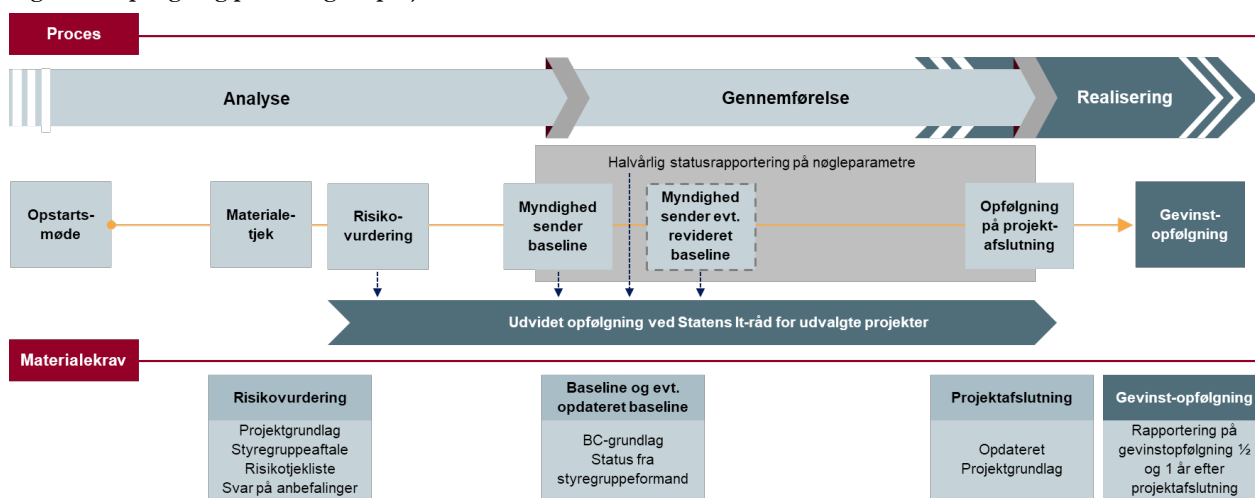 Proces
Analyse
Gennemførelse
Realisering
Halvårlig statusrapportering på nøgleparametre
Opstarts-
møde
Materiale-
tjek
Risiko-
vurdering
Myndighed
sender
baseline
Myndighed
sender evt.
revideret
baseline
Opfølgning
på projekt-
afslutning
Gevinst-
opfølgning
Udvidet opfølgning ved Statens It-råd for udvalgte projekter
Materialekrav
Risikovurdering
Projektgrundlag
Styregruppeaftale
Risikotjekliste
Svar på anbefalinger
Baseline og evt.
opdateret baseline
BC-grundlag
Status fra
styregruppeformand
Projektafslutning
Opdateret
Projektgrundlag
Gevinst-opfølgning
Rapportering på
gevinstopfølgning ½
og 1 år efter
projektafslutning